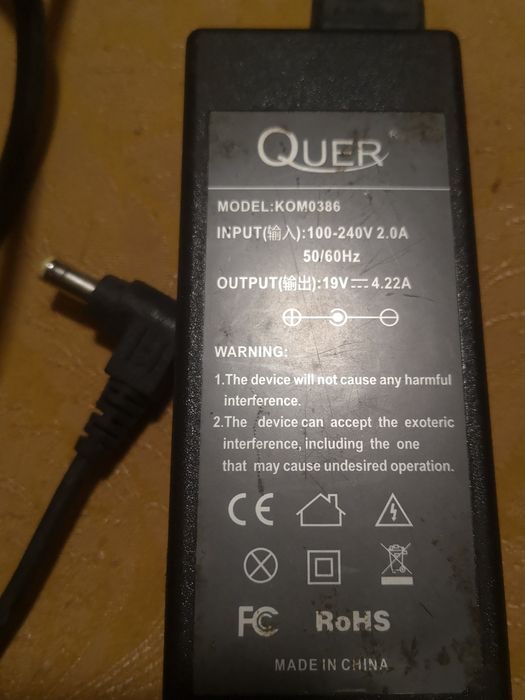 QUER®
MODEL:KOM0386
INPUT(输入):100-240V 2.0A
50/60Hz
OUTPUT(输出):19V⎓4.22A
WARNING:
1.The device will not cause any harmful
interference.
2.The device can accept the exoteric
interference, including the one
that may cause undesired operation.
CE
FC
RoHS
MADE IN CHINA